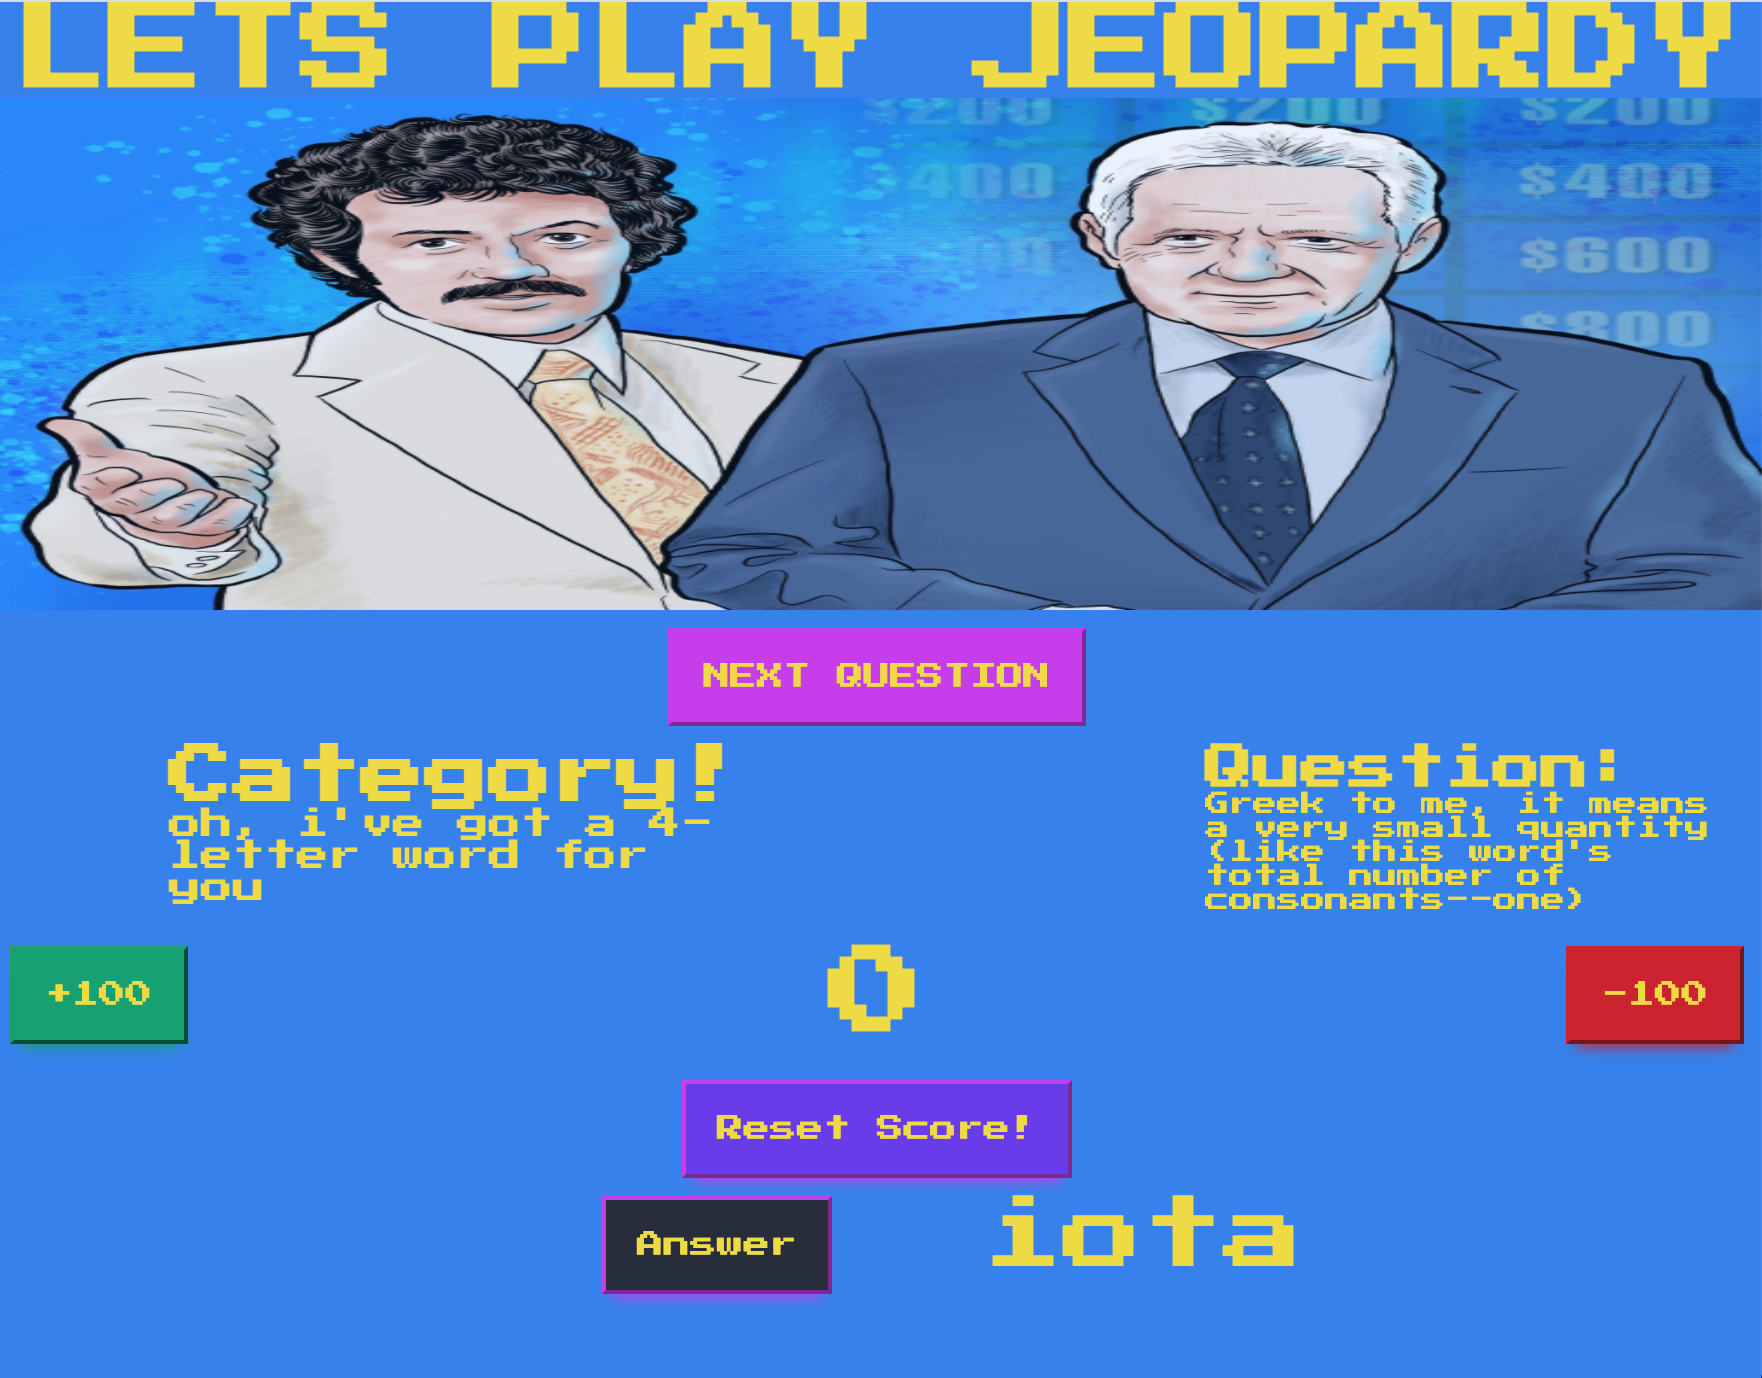 LETS PLAY JEOPARDY
$200 $200 $200
$400 $400
$600
$800
NEXT QUESTION
Category!
oh, i've got a 4-
letter word for
you
Question:
Greek to me, it means
a very small quantity
(like this word's
total number of
consonants--one)
+100
0
-100
Reset Score!
Answer
iota